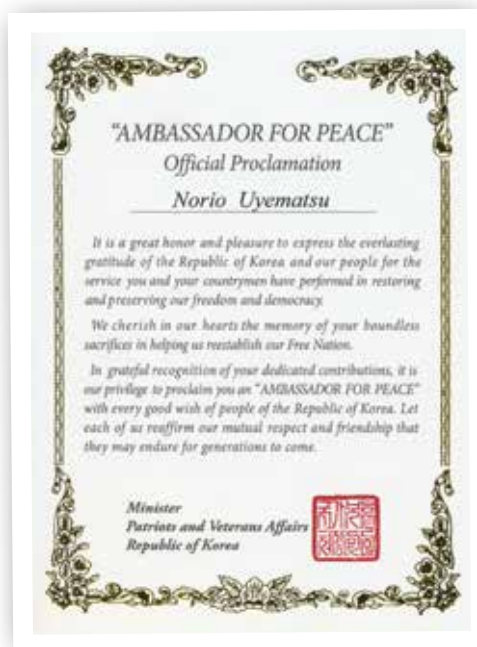 “AMBASSADOR FOR PEACE”
Official Proclamation
Norio Uyematsu
It is a great honor and pleasure to express the everlasting
gratitude of the Republic of Korea and our people for the
service you and your countrymen have performed in restoring
and preserving our freedom and democracy.
We cherish in our hearts the memory of your boundless
sacrifices in helping us reestablish our Free Nation.
In grateful recognition of your dedicated contributions, it is
our privilege to proclaim you an “AMBASSADOR FOR PEACE”
with every good wish of people of the Republic of Korea. Let
each of us reaffirm our mutual respect and friendship that
they may endure for generations to come.
Minister
Patriots and Veterans Affairs
Republic of Korea